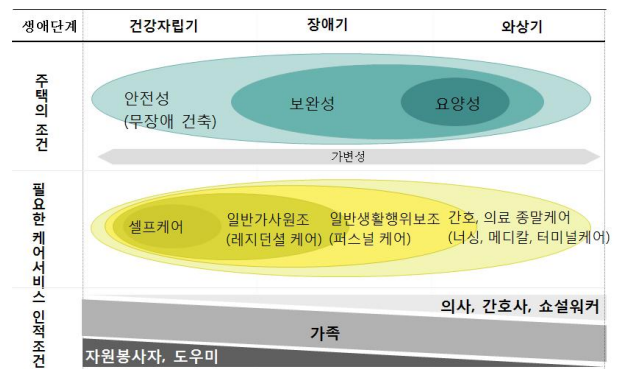 생애단계
건강자립기
장애기
와상기
주택의 조건
안전성
(무장애 건축)
보완성
요양성
가변성
필요한 케어서비스
셀프케어
일반가사원조
(레지던셜 케어)
일반생활행위보조
(퍼스널 케어)
간호, 의료 종말케어
(너싱, 메디칼, 터미널케어)
인적조건
의사, 간호사, 쇼셜워커
가족
자원봉사자, 도우미